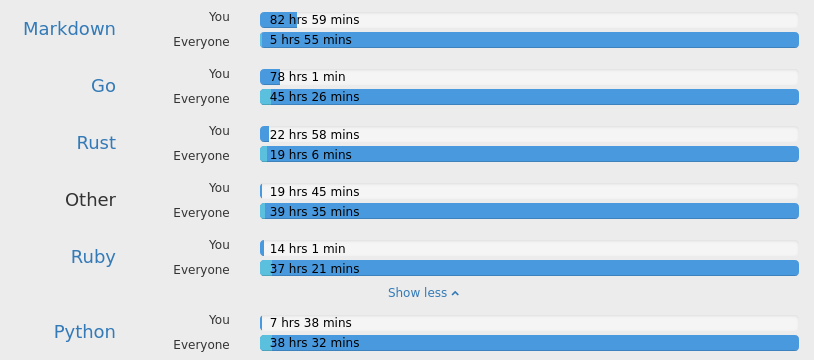 Markdown
You 82 hrs 59 mins
Everyone 5 hrs 55 mins
Go
You 78 hrs 1 min
Everyone 45 hrs 26 mins
Rust
You 22 hrs 58 mins
Everyone 19 hrs 6 mins
Other
You 19 hrs 45 mins
Everyone 39 hrs 35 mins
Ruby
You 14 hrs 1 min
Everyone 37 hrs 21 mins
Show less
Python
You 7 hrs 38 mins
Everyone 38 hrs 32 mins